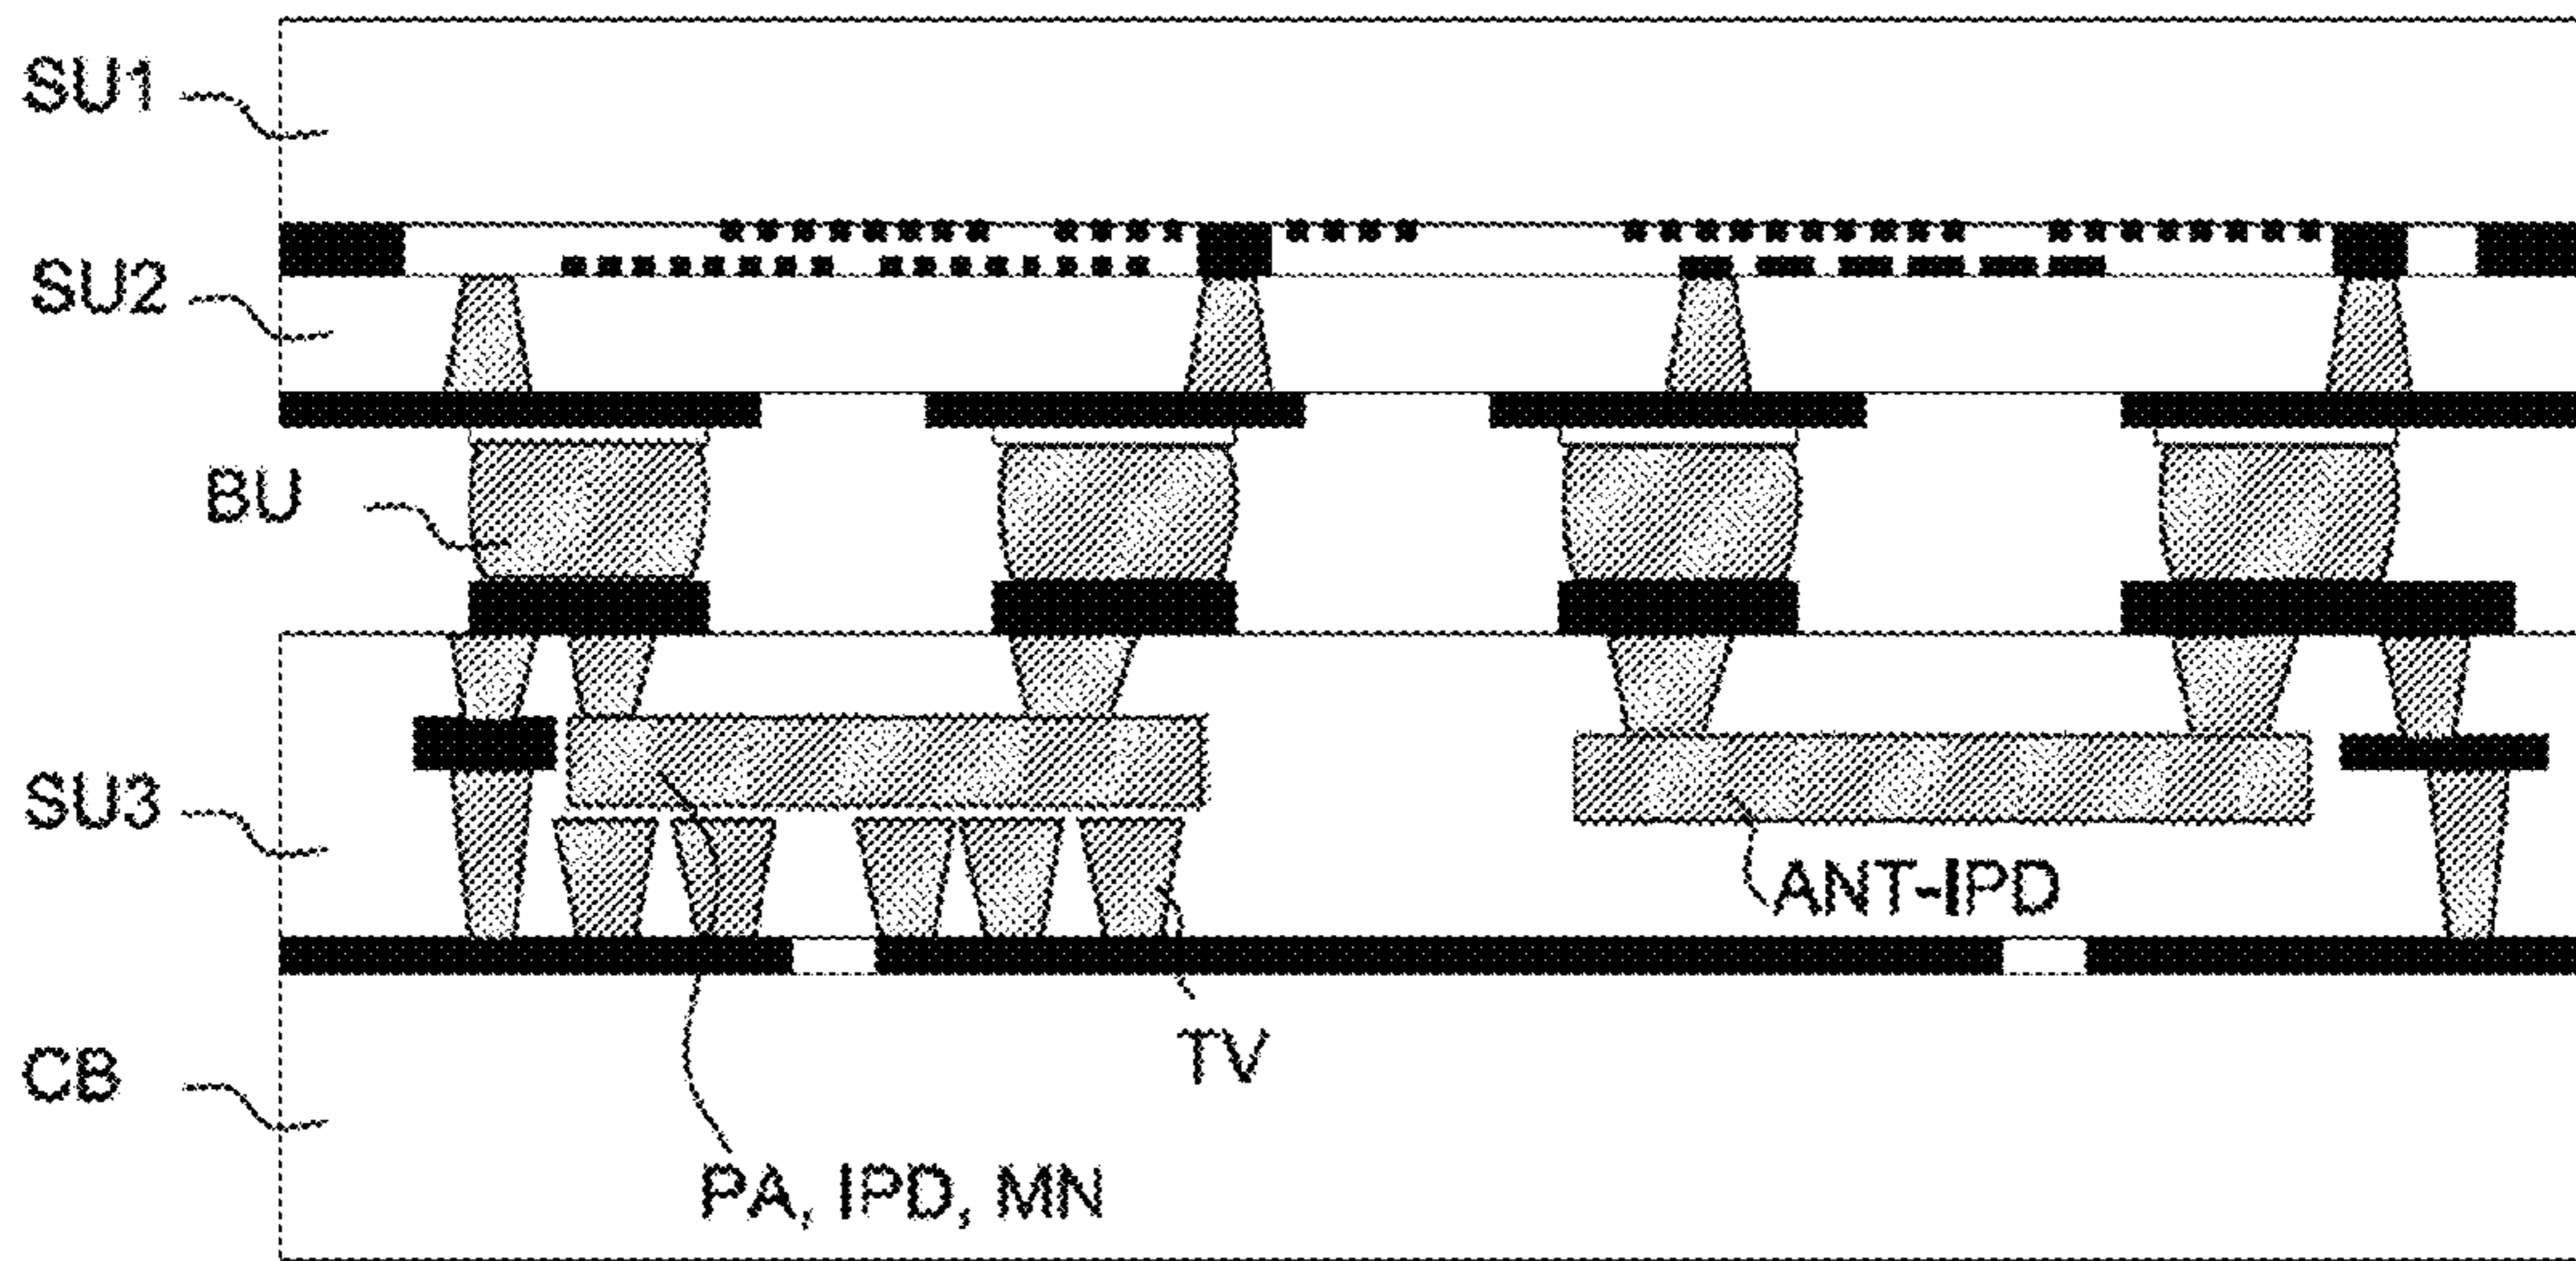 SU1
SU2
BU
SU3
ANT-IPD
TV
CB
PA, IPD, MN